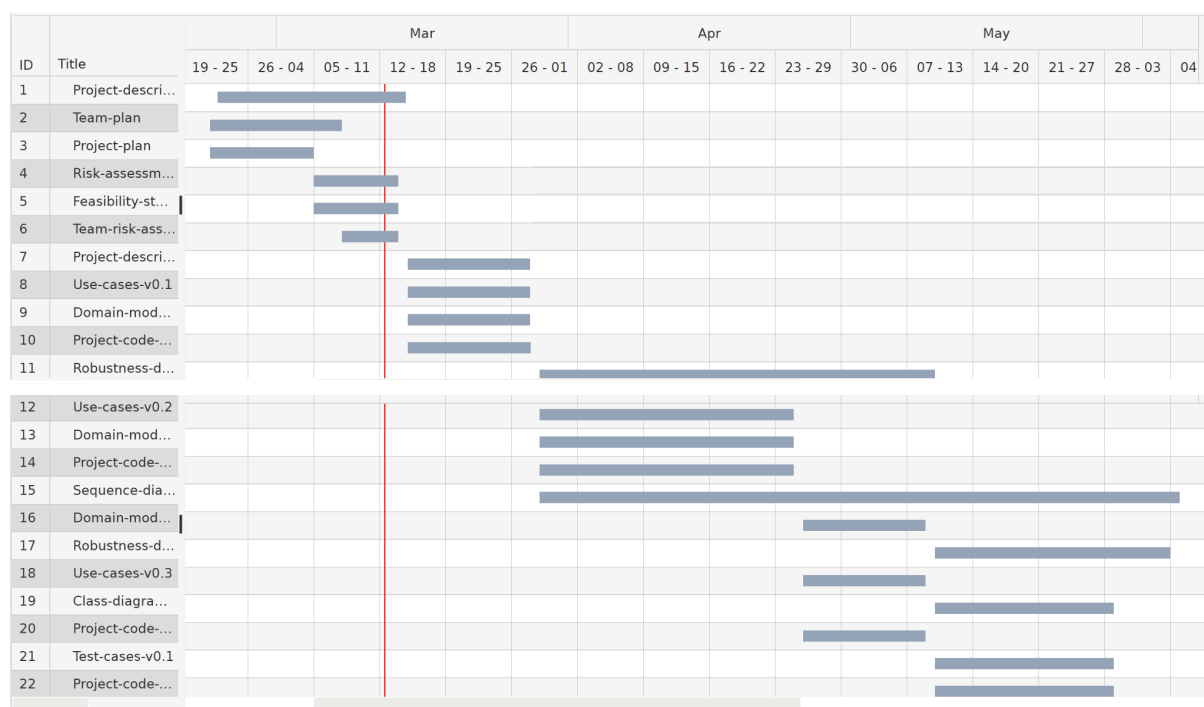 Mar Apr May
ID Title 19 - 25 26 - 04 05 - 11 12 - 18 19 - 25 26 - 01 02 - 08 09 - 15 16 - 22 23 - 29 30 - 06 07 - 13 14 - 20 21 - 27 28 - 03 04
1 Project-descri...
2 Team-plan
3 Project-plan
4 Risk-assessm...
5 Feasibility-st...
6 Team-risk-ass...
7 Project-descri...
8 Use-cases-v0.1
9 Domain-mod...
10 Project-code-...
11 Robustness-d...
12 Use-cases-v0.2
13 Domain-mod...
14 Project-code-...
15 Sequence-dia...
16 Domain-mod...
17 Robustness-d...
18 Use-cases-v0.3
19 Class-diagra...
20 Project-code-...
21 Test-cases-v0.1
22 Project-code-...